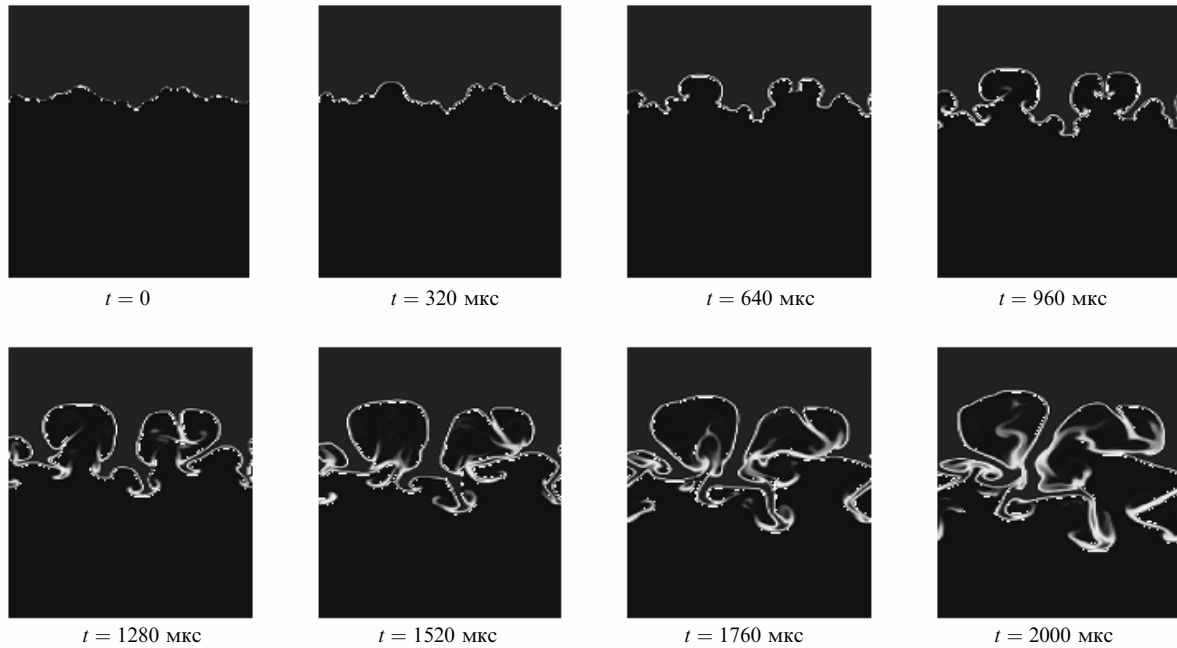 t = 0
t = 320 мкс
t = 640 мкс
t = 960 мкс
t = 1280 мкс
t = 1520 мкс
t = 1760 мкс
t = 2000 мкс